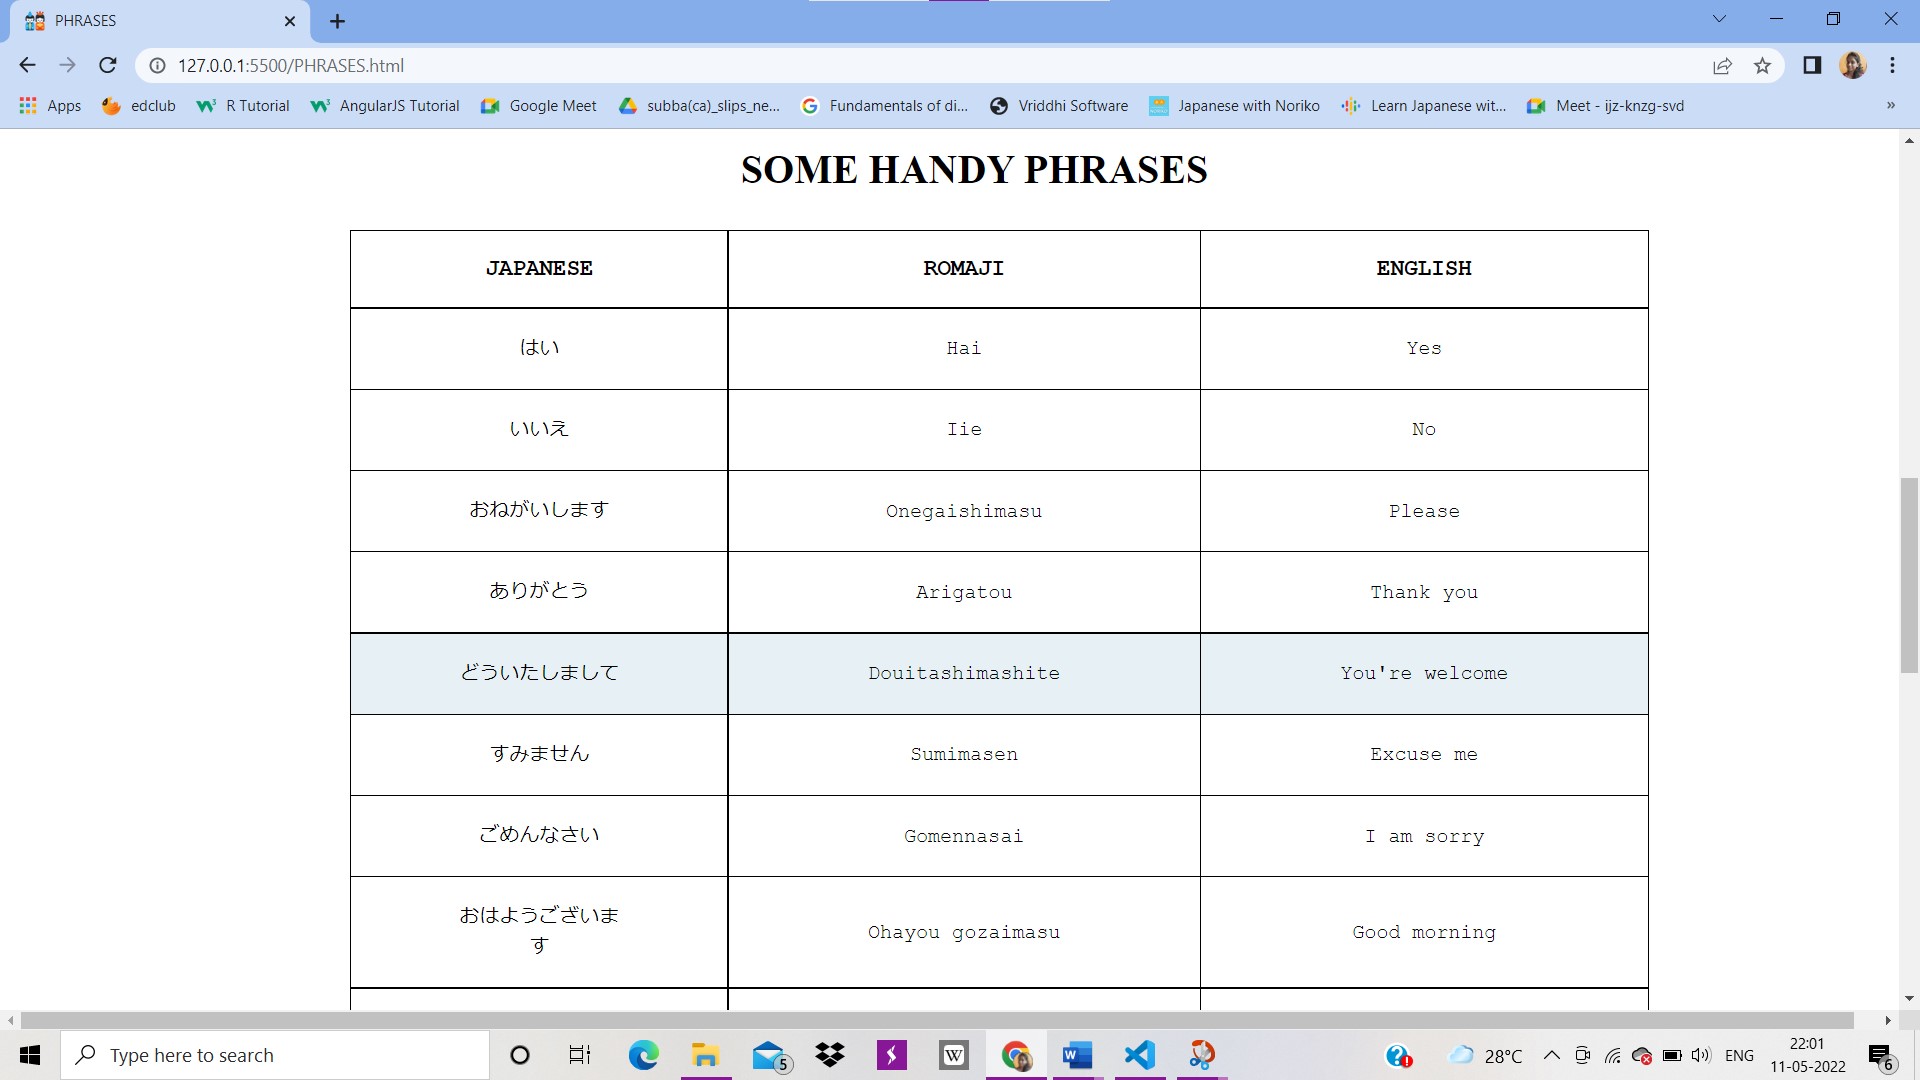 PHRASES
127.0.0.1:5500/PHRASES.html
Apps edclub R Tutorial AngularJS Tutorial Google Meet subba(ca)_slips_ne... Fundamentals of di... Vriddhi Software Japanese with Noriko Learn Japanese wit... Meet - ijz-knzg-svd »
SOME HANDY PHRASES
JAPANESE ROMAJI ENGLISH
はい Hai Yes
いいえ Iie No
おねがいします Onegaishimasu Please
ありがとう Arigatou Thank you
どういたしまして Douitashimashite You're welcome
すみません Sumimasen Excuse me
ごめんなさい Gomennasai I am sorry
おはようございま
す Ohayou gozaimasu Good morning
Type here to search 5 W W 28°C ENG 22:01
11-05-2022 6